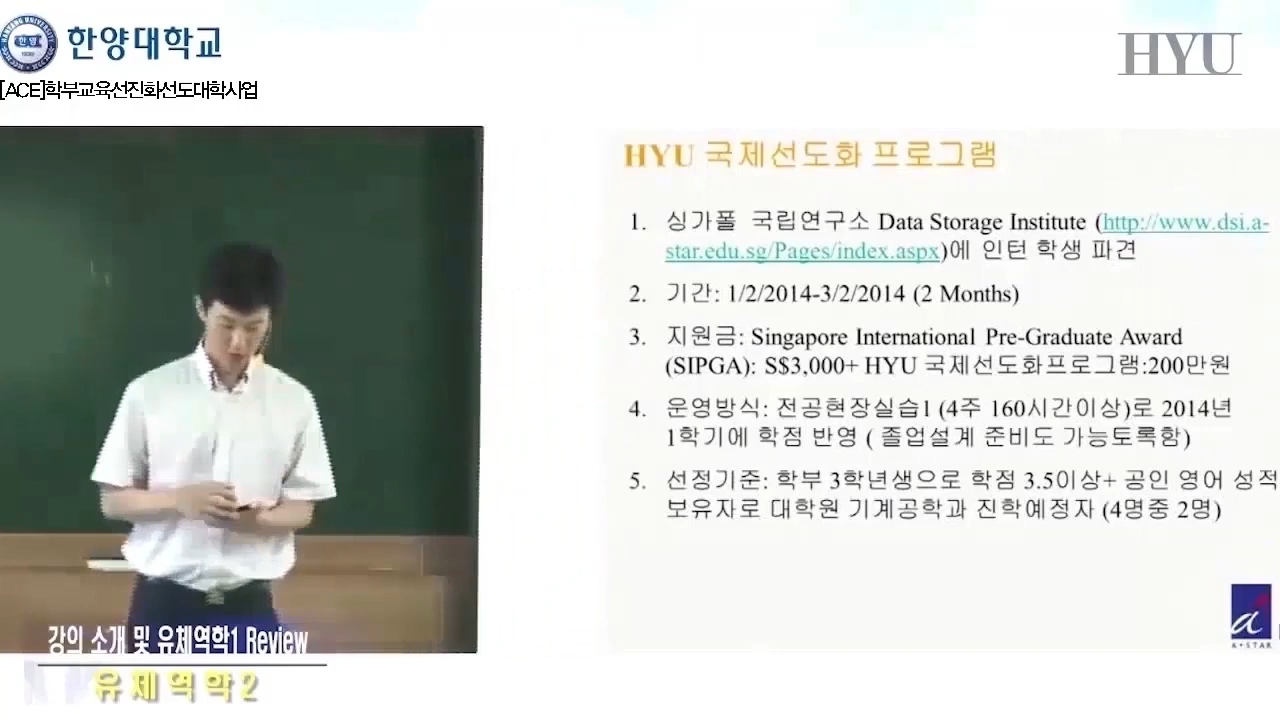 한양대학교
[ACE]학부교육선진화선도대학사업
HYU
HYU 국제선도화 프로그램
1. 싱가폴 국립연구소 Data Storage Institute (http://www.dsi.a-
star.edu.sg/Pages/index.aspx)에 인턴 학생 파견
2. 기간: 1/2/2014-3/2/2014 (2 Months)
3. 지원금: Singapore International Pre-Graduate Award
(SIPGA): S$3,000+ HYU 국제선도화프로그램:200만원
4. 운영방식: 전공현장실습1 (4주 160시간이상)로 2014년
1학기에 학점 반영 ( 졸업설계 준비도 가능토록함)
5. 선정기준: 학부 3학년생으로 학점 3.5이상+ 공인 영어 성적
보유자로 대학원 기계공학과 진학예정자 (4명중 2명)
A*STAR
강의 소개 및 유체역학1 Review
유체역학2